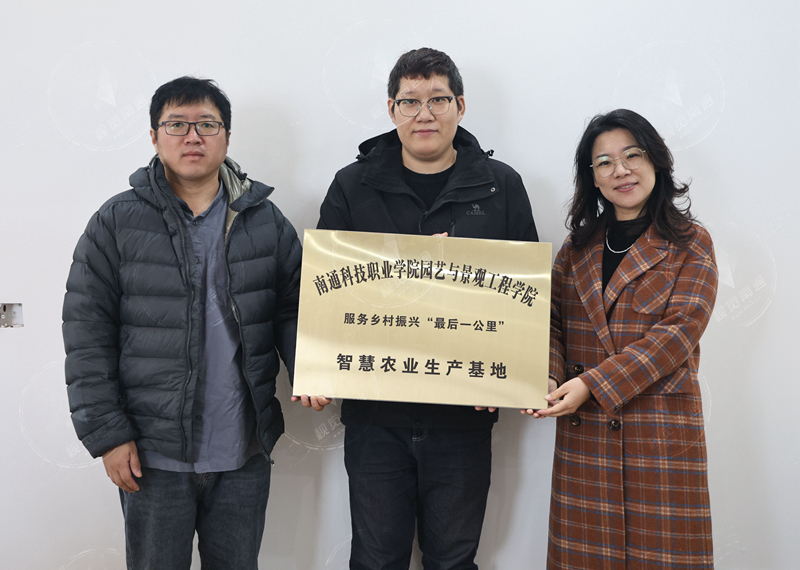 南通科技职业学院园艺与景观工程学院
服务乡村振兴“最后一公里”
智慧农业生产基地
CAMEL